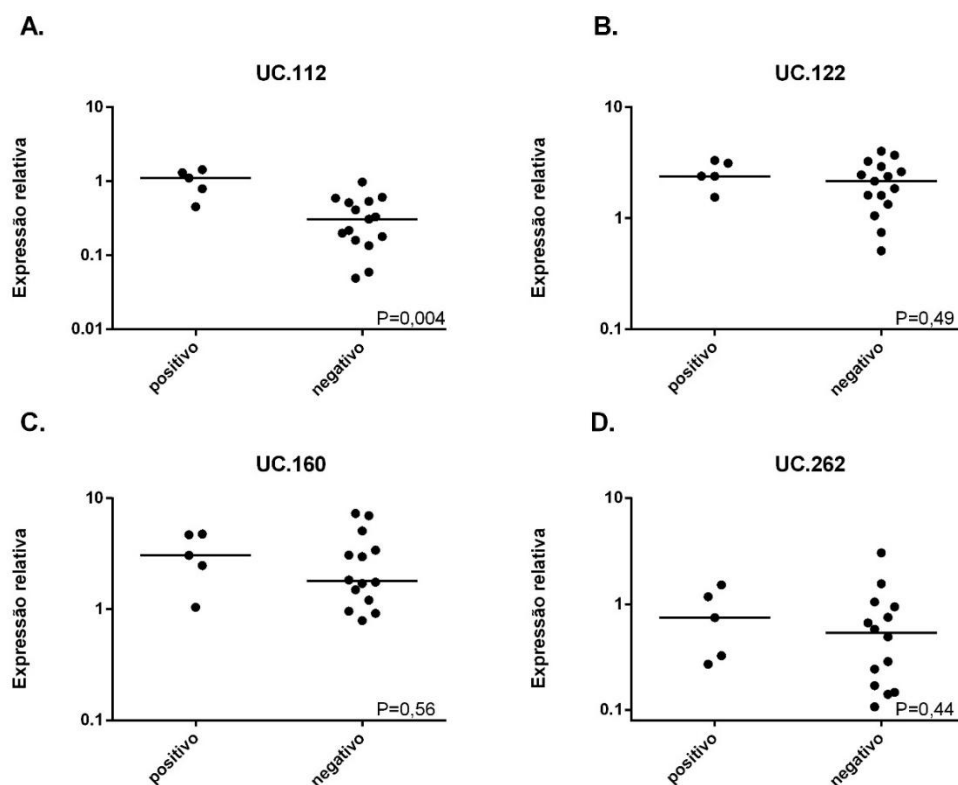 A.
UC.112
Expressão relativa
10
1
0.1
0.01
P=0,004
positivo
negativo
B.
UC.122
Expressão relativa
10
1
0.1
P=0,49
positivo
negativo
C.
UC.160
Expressão relativa
10
1
0.1
P=0,56
positivo
negativo
D.
UC.262
Expressão relativa
10
1
0.1
P=0,44
positivo
negativo